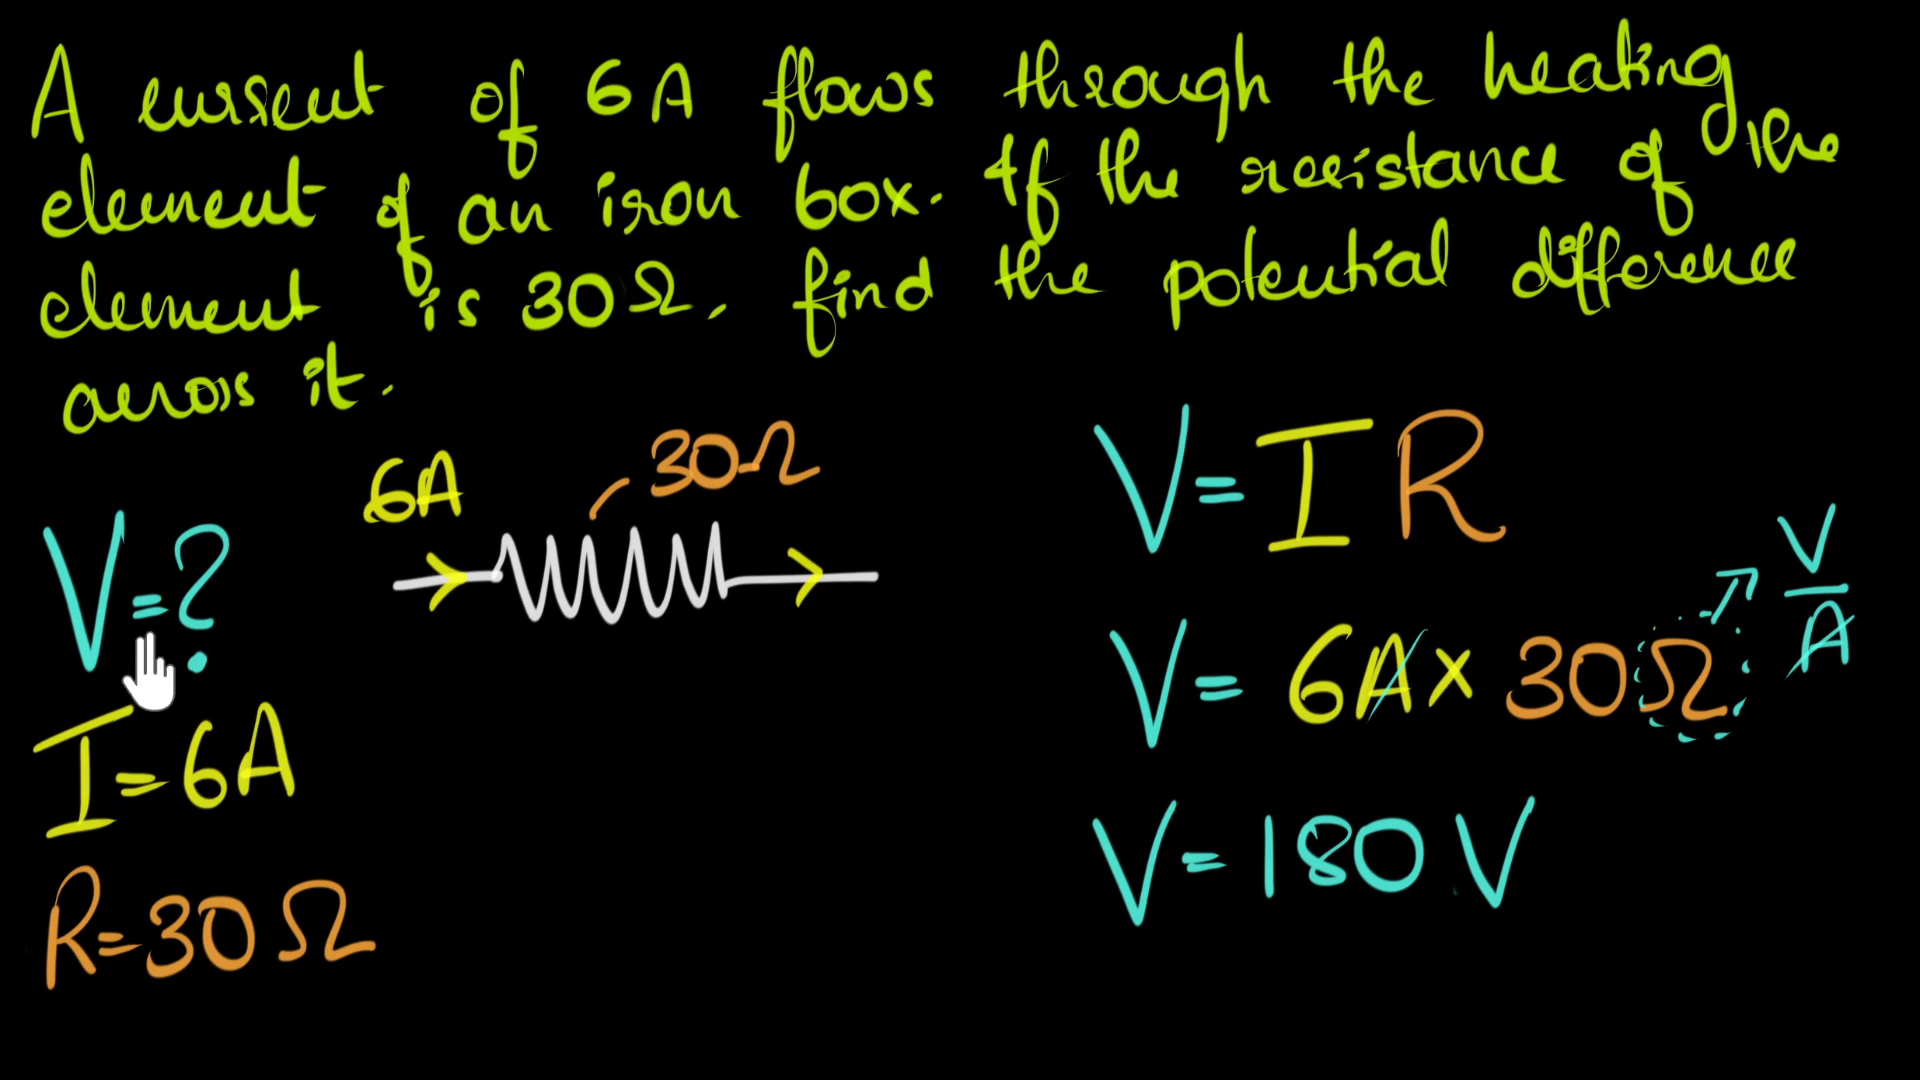 A current of 6A flows through the heating
element of an iron box. If the resistance of the
element is 30Ω, find the potential difference
across it.
6A
30Ω
V = ?
I = 6A
R = 30Ω
V = IR
V = 6A × 30Ω
V
A
V = 180 V